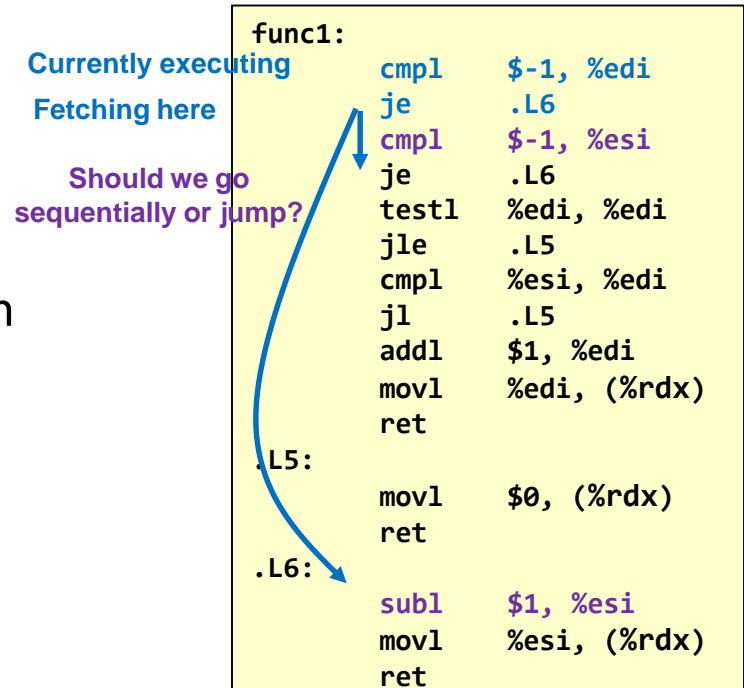 func1:
Currently executing
cmpl $-1, %edi
Fetching here
je .L6
cmpl $-1, %esi
Should we go
sequentially or jump?
je .L6
testl %edi, %edi
jle .L5
cmpl %esi, %edi
jl .L5
addl $1, %edi
movl %edi, (%rdx)
ret
.L5:
movl $0, (%rdx)
ret
.L6:
subl $1, %esi
movl %esi, (%rdx)
ret